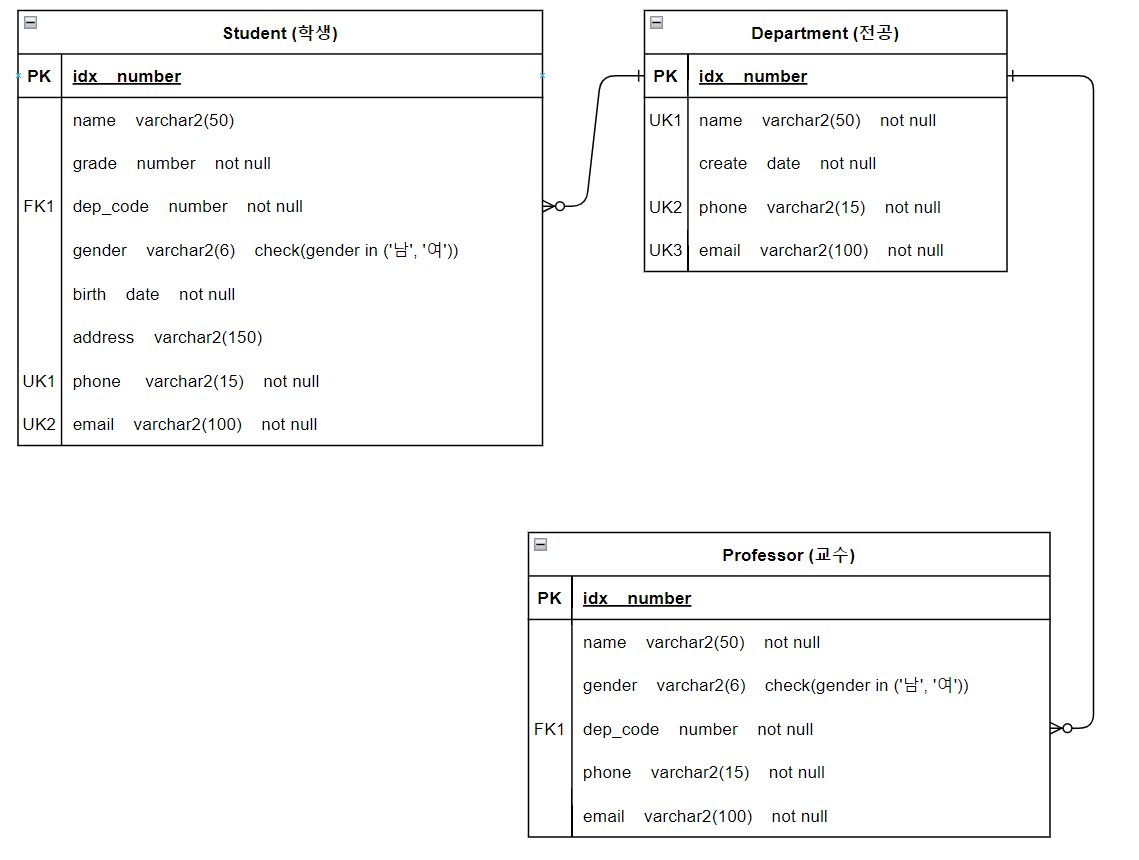 Student (학생)
PK idx number
name varchar2(50)
grade number not null
FK1 dep_code number not null
gender varchar2(6) check(gender in ('남', '여'))
birth date not null
address varchar2(150)
UK1 phone varchar2(15) not null
UK2 email varchar2(100) not null
Department (전공)
PK idx number
UK1 name varchar2(50) not null
create date not null
UK2 phone varchar2(15) not null
UK3 email varchar2(100) not null
Professor (교수)
PK idx number
name varchar2(50) not null
gender varchar2(6) check(gender in ('남', '여'))
FK1 dep_code number not null
phone varchar2(15) not null
email varchar2(100) not null